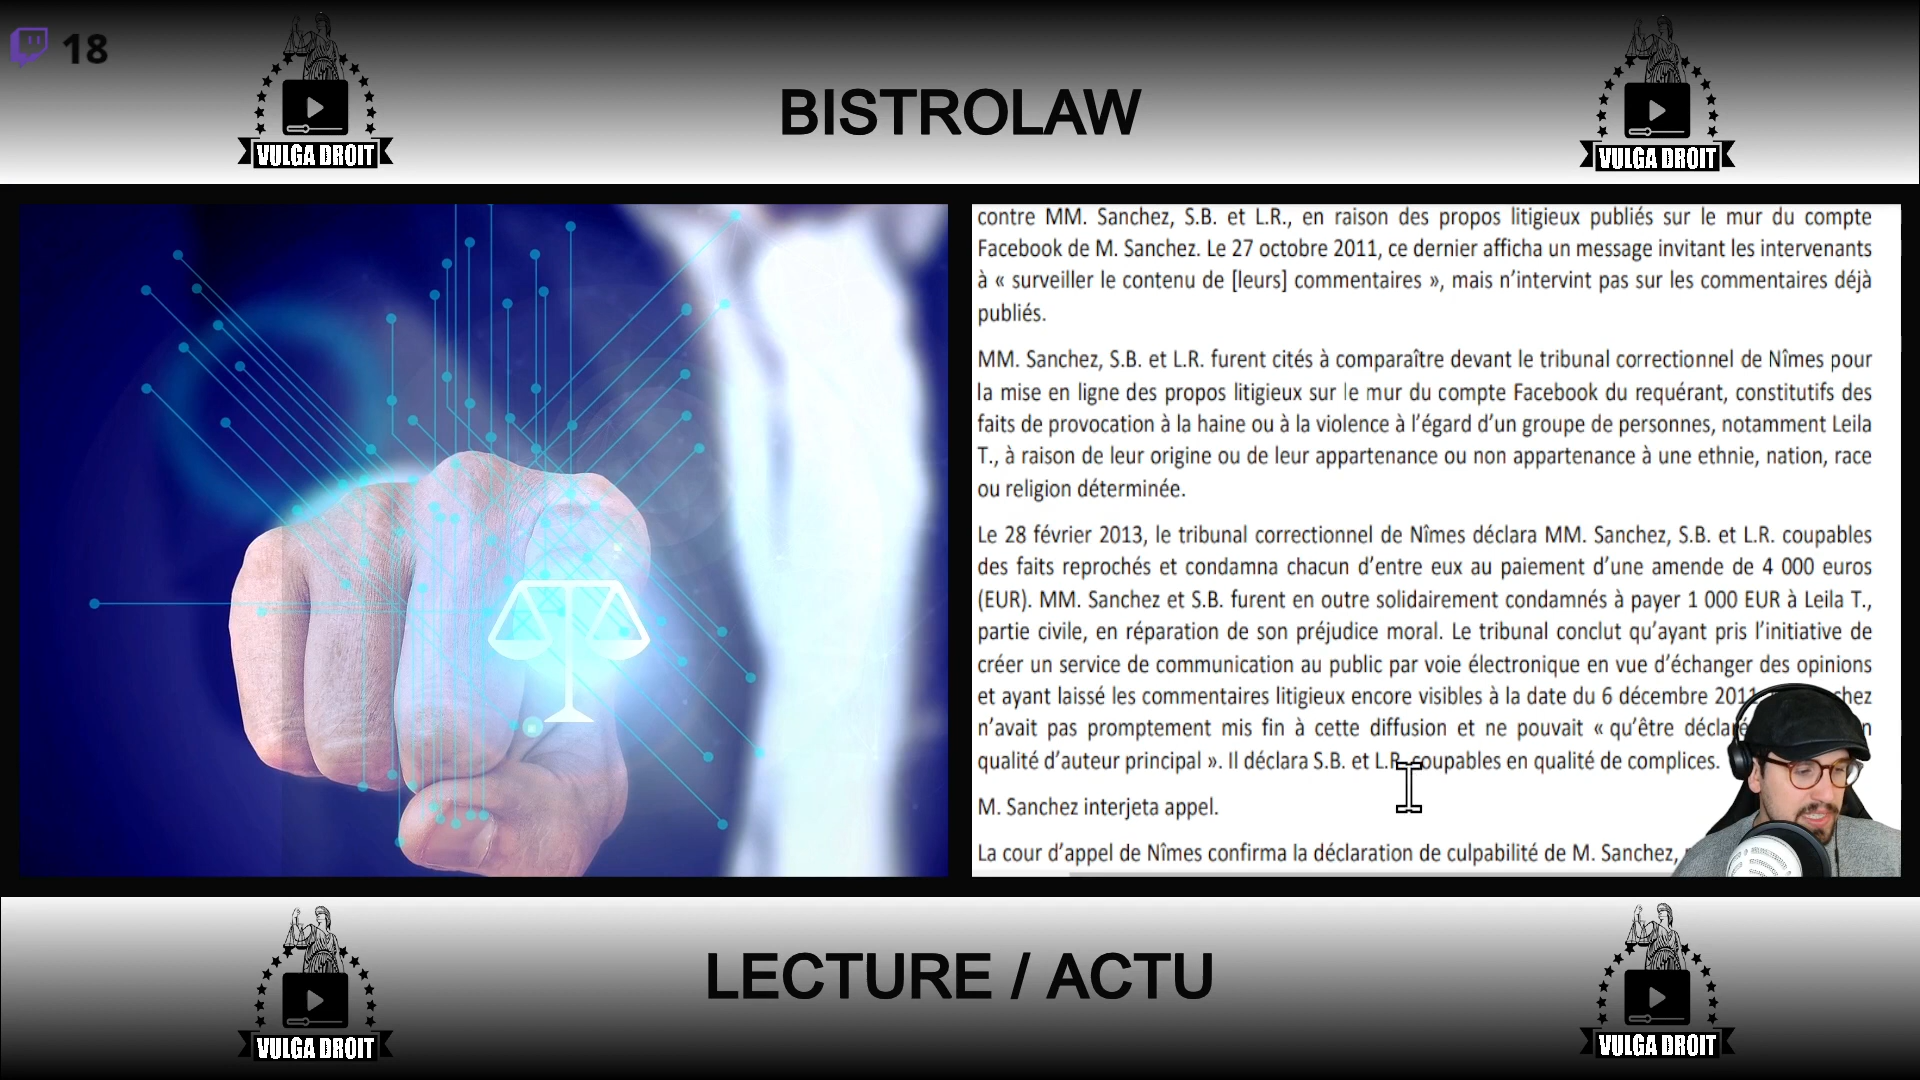 18
BISTROLAW
VULGA DROIT
VULGA DROIT
contre MM. Sanchez, S.B. et L.R., en raison des propos litigieux publiés sur le mur du compte
Facebook de M. Sanchez. Le 27 octobre 2011, ce dernier afficha un message invitant les intervenants
à « surveiller le contenu de [leurs] commentaires », mais n'intervint pas sur les commentaires déjà
publiés.
MM. Sanchez, S.B. et L.R. furent cités à comparaître devant le tribunal correctionnel de Nîmes pour
la mise en ligne des propos litigieux sur le mur du compte Facebook du requérant, constitutifs des
faits de provocation à la haine ou à la violence à l'égard d'un groupe de personnes, notamment Leila
T., à raison de leur origine ou de leur appartenance ou non appartenance à une ethnie, nation, race
ou religion déterminée.
Le 28 février 2013, le tribunal correctionnel de Nîmes déclara MM. Sanchez, S.B. et L.R. coupables
des faits reprochés et condamna chacun d'entre eux au paiement d'une amende de 4 000 euros
(EUR). MM. Sanchez et S.B. furent en outre solidairement condamnés à payer 1 000 EUR à Leila T.,
partie civile, en réparation de son préjudice moral. Le tribunal conclut qu'ayant pris l'initiative de
créer un service de communication au public par voie électronique en vue d'échanger des opinions
et ayant laissé les commentaires litigieux encore visibles à la date du 6 décembre 2011
n'avait pas promptement mis fin à cette diffusion et ne pouvait « qu'être
qualité d'auteur principal ». Il déclara S.B. et L.R. coupables en qualité de complices.
M. Sanchez interjeta appel.
La cour d'appel de Nîmes confirma la déclaration de culpabilité de M. Sanchez,
LECTURE / ACTU
VULGA DROIT
VULGA DROIT